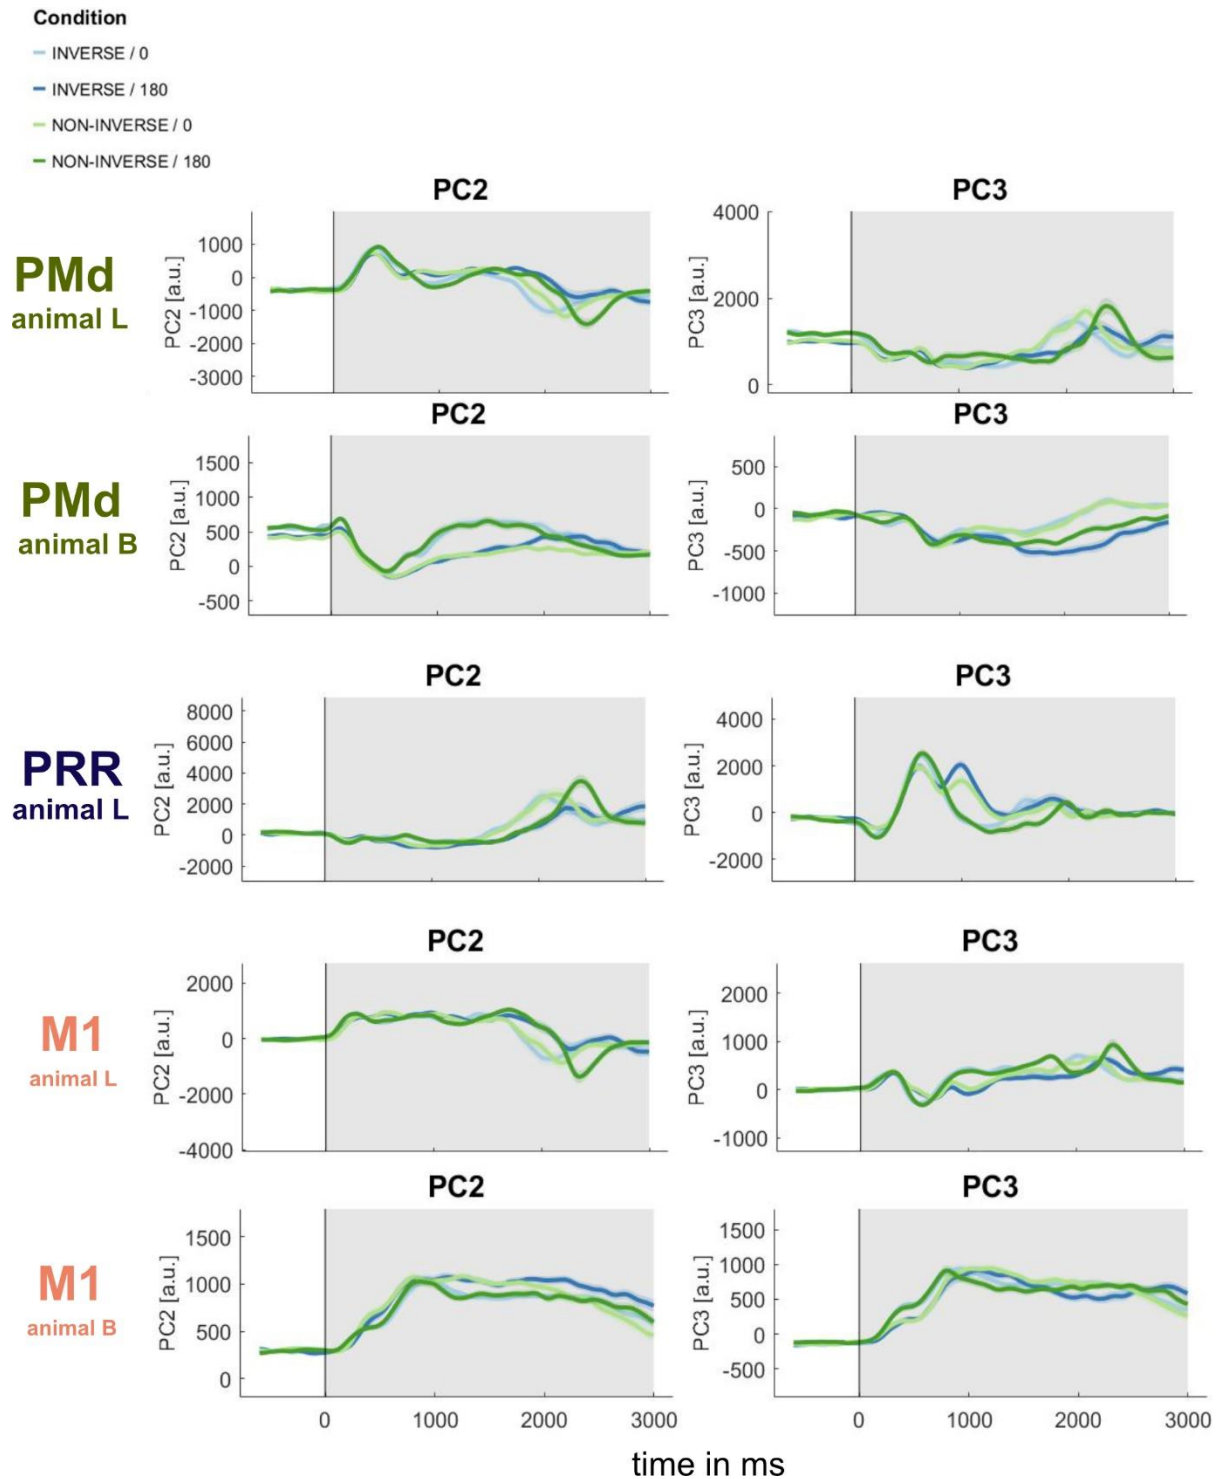 Condition
INVERSE / 0
INVERSE / 180
NON-INVERSE / 0
NON-INVERSE / 180
PMd
animal L
PC2
PC2 [a.u.]
1000
0
-1000
-2000
-3000
PC3
PC3 [a.u.]
4000
2000
0
PMd
animal B
PC2
PC2 [a.u.]
1500
1000
500
0
-500
PC3
PC3 [a.u.]
500
0
-500
-1000
PRR
animal L
PC2
PC2 [a.u.]
8000
6000
4000
2000
0
-2000
PC3
PC3 [a.u.]
4000
2000
0
-2000
M1
animal L
PC2
PC2 [a.u.]
2000
0
-2000
-4000
PC3
PC3 [a.u.]
2000
1000
0
-1000
M1
animal B
PC2
PC2 [a.u.]
1500
1000
500
0
0 1000 2000 3000
PC3
PC3 [a.u.]
1500
1000
500
0
-500
0 1000 2000 3000
time in ms